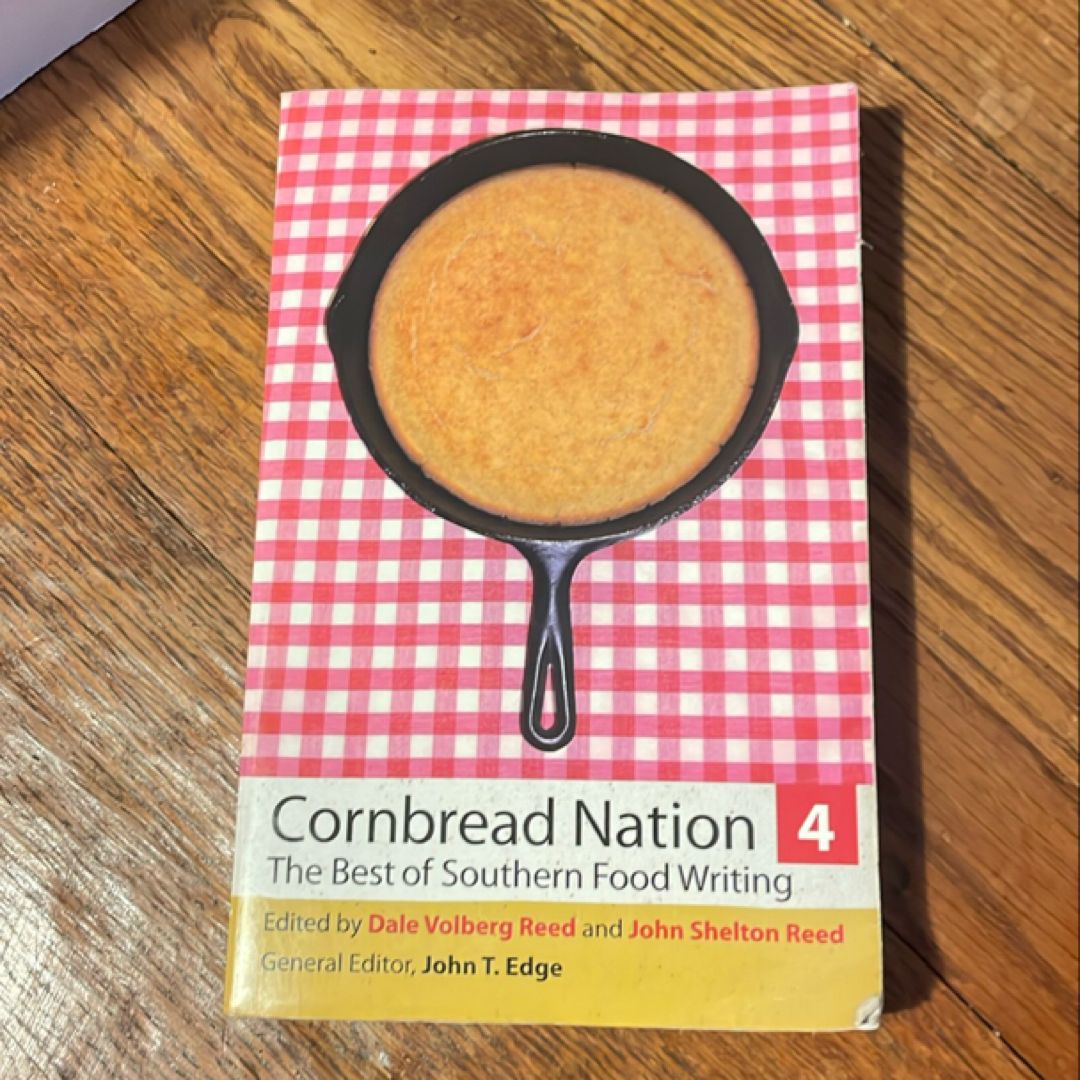 Cornbread Nation 4
The Best of Southern Food Writing
Edited by Dale Volberg Reed and John Shelton Reed
General Editor, John T. Edge